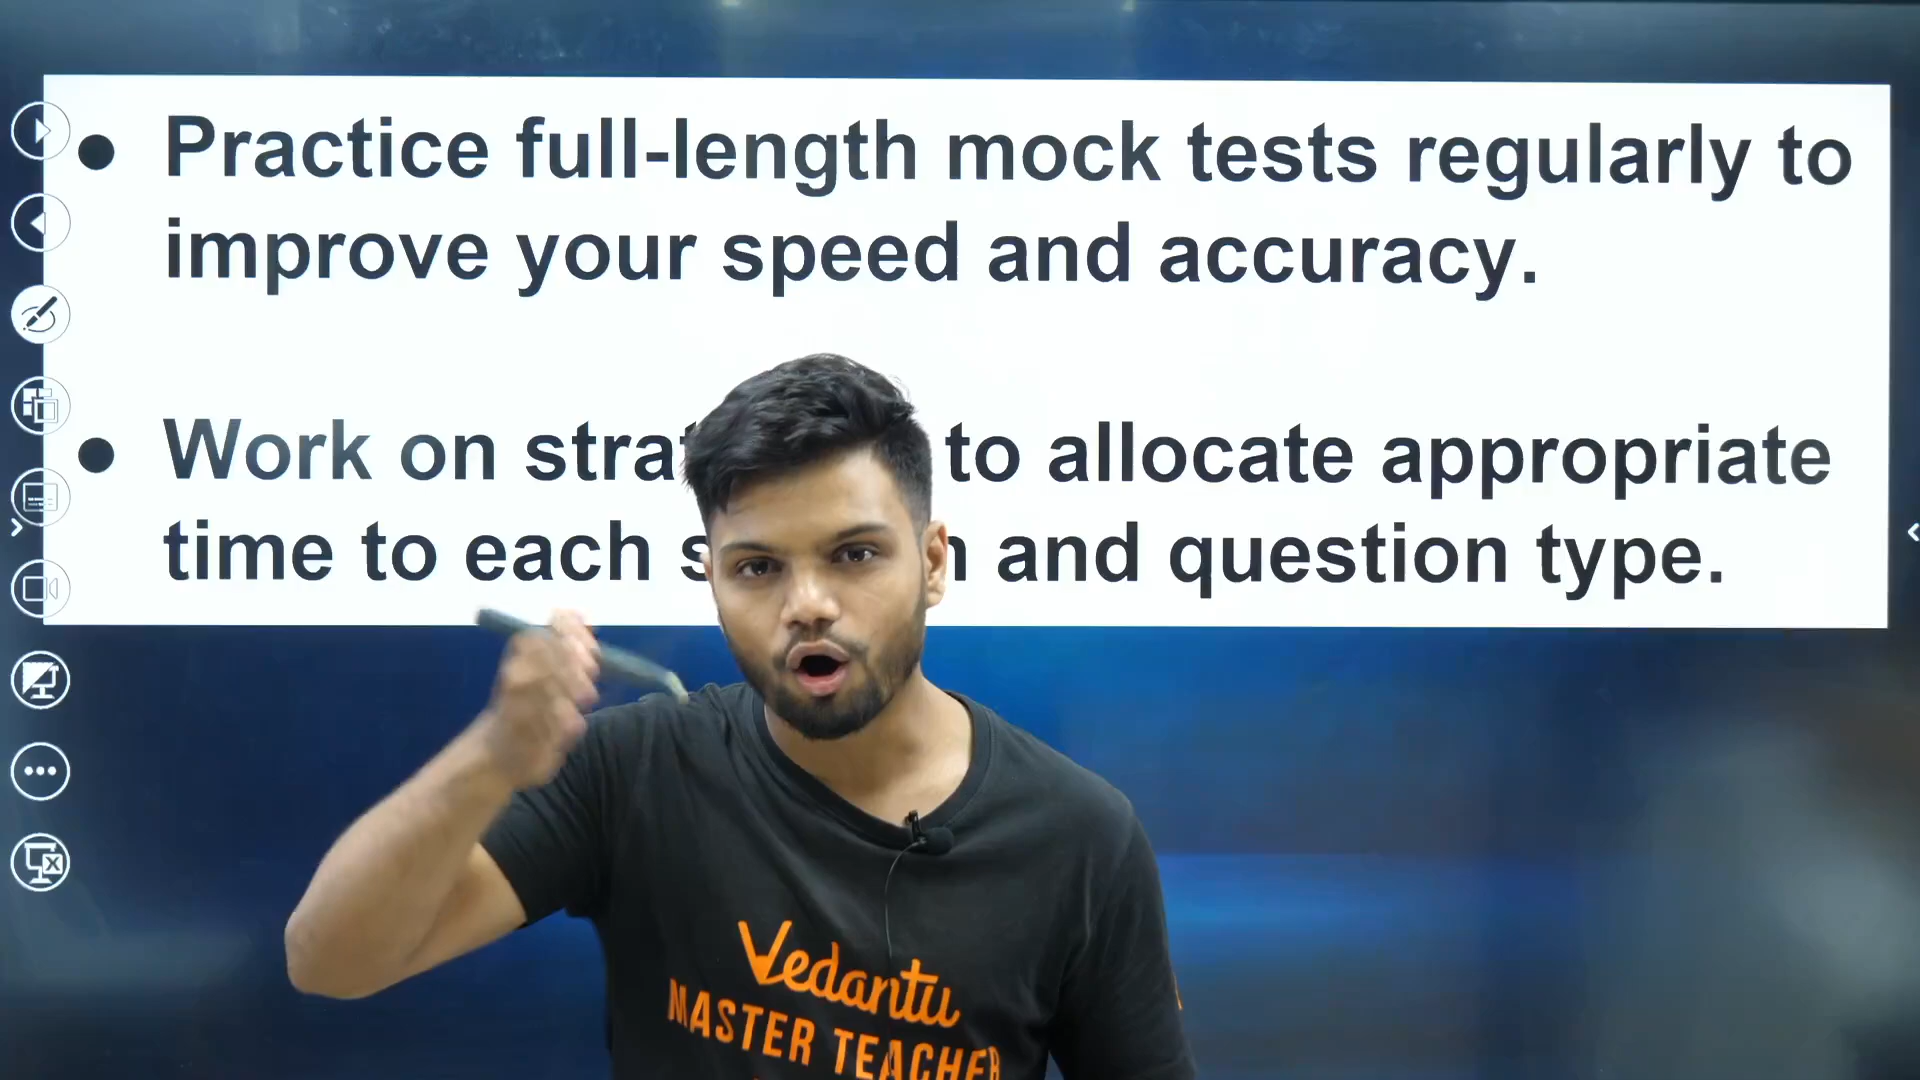 ● Practice full-length mock tests regularly to
improve your speed and accuracy.
● Work on to allocate appropriate
time to each and question type.
Vedantu
MASTER TEACHER